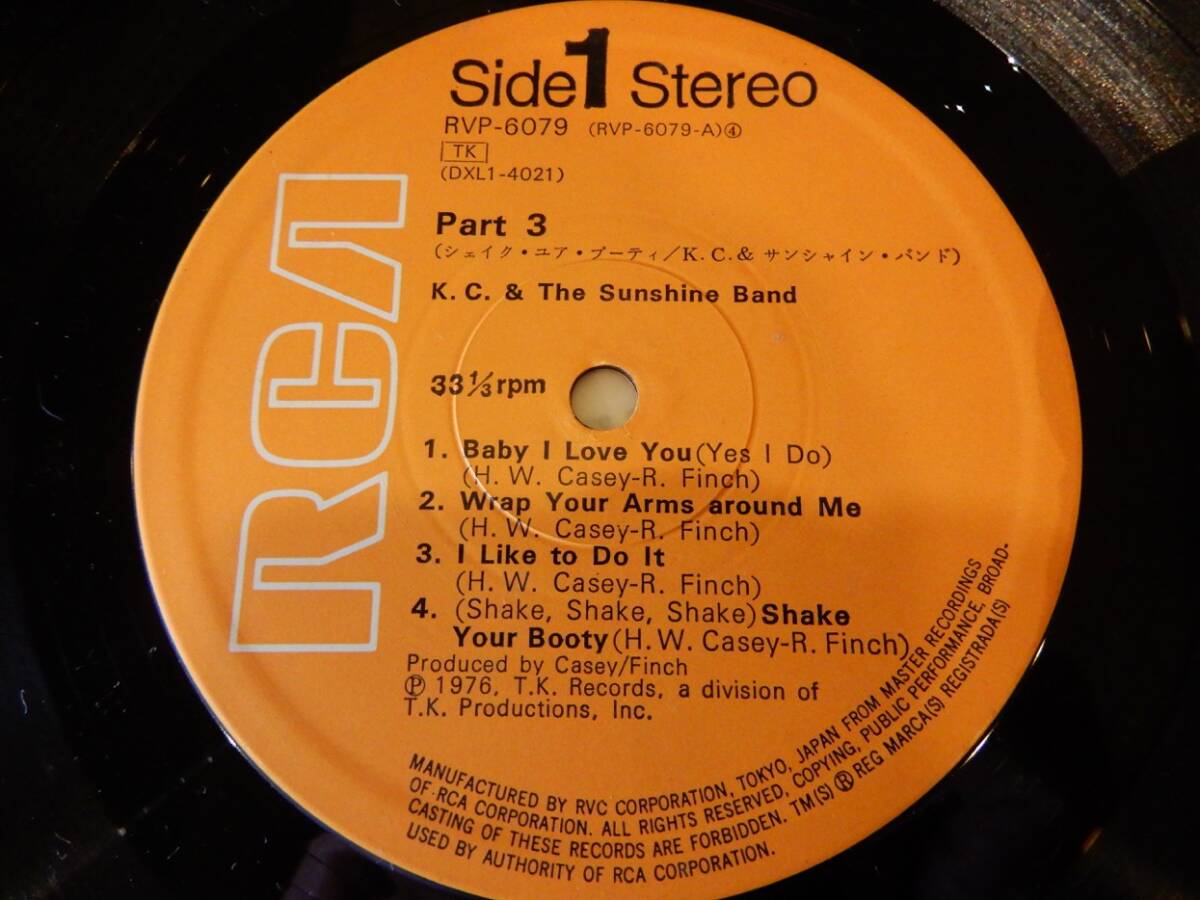 Side 1 Stereo
RVP-6079 (RVP-6079-A)④
TK
(DXL1-4021)
RCA
Part 3
(シェイク・ユア・ブーティ/K.C.& サンシャイン・バンド)
K. C. & The Sunshine Band
33 1/3 rpm
1. Baby I Love You (Yes I Do)
(H. W. Casey-R. Finch)
2. Wrap Your Arms around Me
(H. W. Casey-R. Finch)
3. I Like to Do It
(H. W. Casey-R. Finch)
4. (Shake, Shake, Shake) Shake
Your Booty (H. W. Casey-R. Finch)
Produced by Casey/Finch
℗ 1976, T.K. Records, a division of
T.K. Productions, Inc.
MANUFACTURED BY RVC CORPORATION, TOKYO, JAPAN FROM MASTER RECORDINGS
OF RCA CORPORATION. ALL RIGHTS RESERVED, COPYING, PUBLIC PERFORMANCE, BROAD-
CASTING OF THESE RECORDS ARE FORBIDDEN. TM(S) ® REG MARCA(S) REGISTRADA(S)
USED BY AUTHORITY OF RCA CORPORATION.